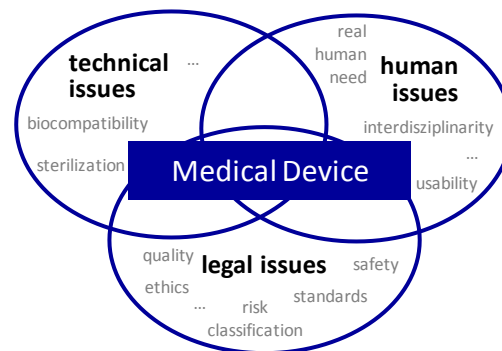 technical
issues
...
biocompatibility
sterilization
real
human
need
human
issues
interdisziplinarity
...
usability
Medical Device
quality
legal issues
safety
ethics
...
risk
standards
classification